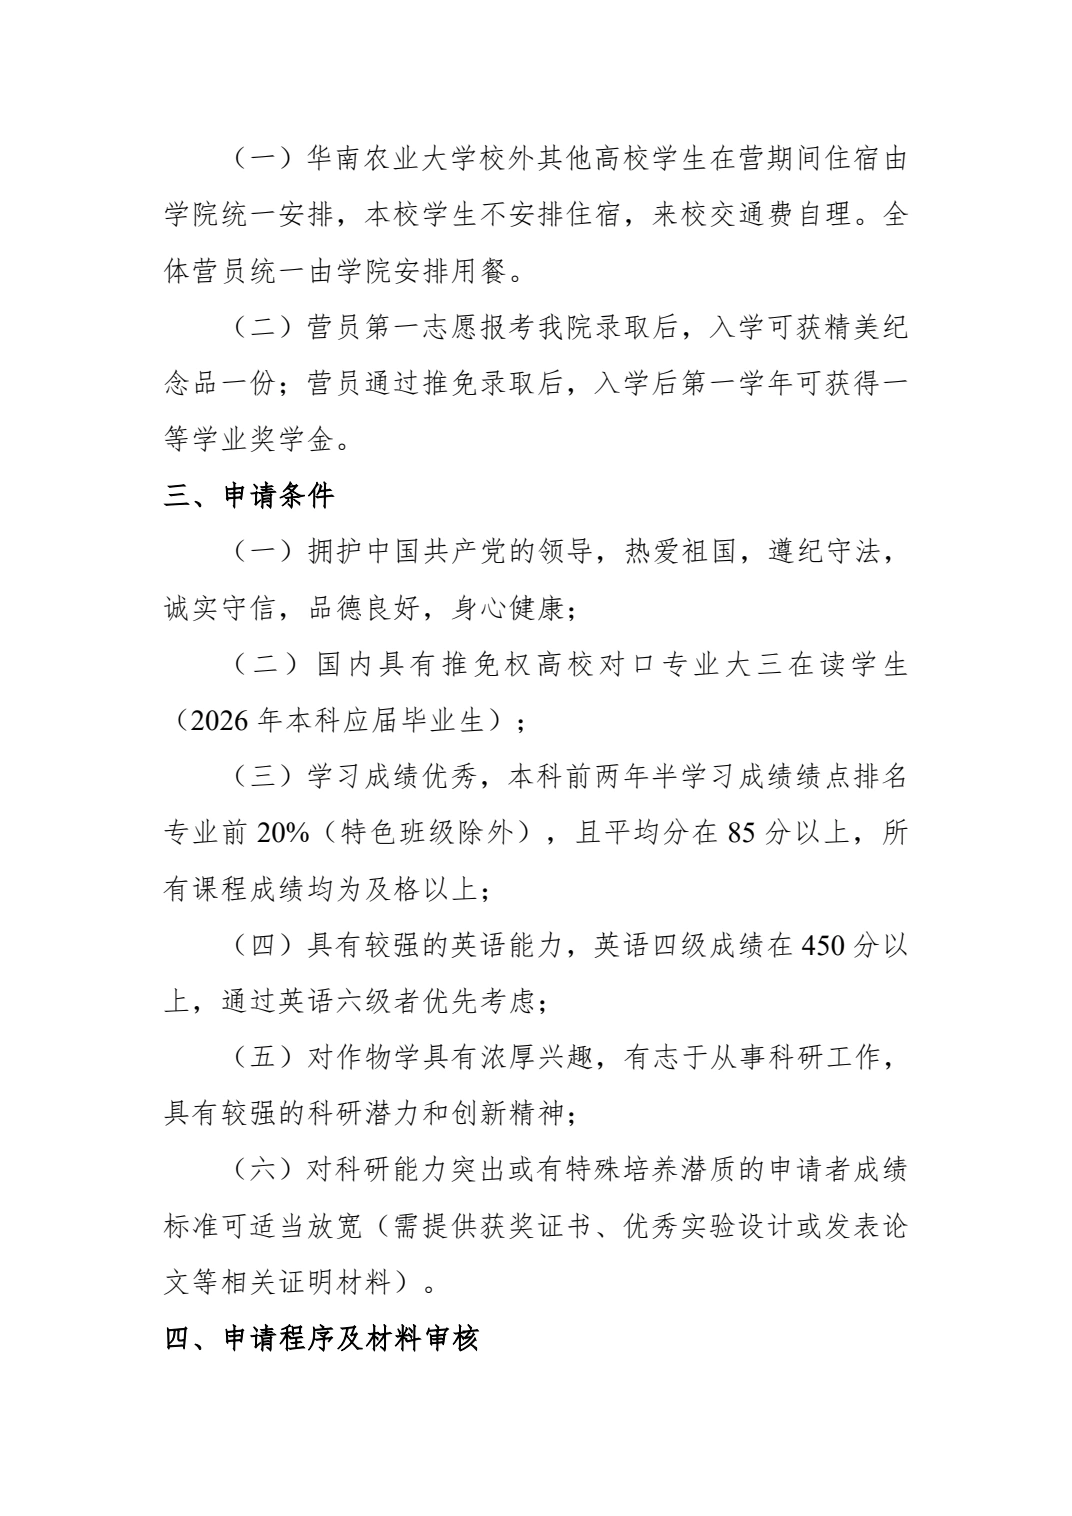 （一）华南农业大学校外其他高校学生在营期间住宿由
学院统一安排，本校学生不安排住宿，来校交通费自理。全
体营员统一由学院安排用餐。
（二）营员第一志愿报考我院录取后，入学可获精美纪
念品一份；营员通过推免录取后，入学后第一学年可获得一
等学业奖学金。
三、申请条件
（一）拥护中国共产党的领导，热爱祖国，遵纪守法，
诚实守信，品德良好，身心健康；
（二）国内具有推免权高校对口专业大三在读学生
（2026 年本科应届毕业生）；
（三）学习成绩优秀，本科前两年半学习成绩绩点排名
专业前 20%（特色班级除外），且平均分在 85 分以上，所
有课程成绩均为及格以上；
（四）具有较强的英语能力，英语四级成绩在 450 分以
上，通过英语六级者优先考虑；
（五）对作物学具有浓厚兴趣，有志于从事科研工作，
具有较强的科研潜力和创新精神；
（六）对科研能力突出或有特殊培养潜质的申请者成绩
标准可适当放宽（需提供获奖证书、优秀实验设计或发表论
文等相关证明材料）。
四、申请程序及材料审核